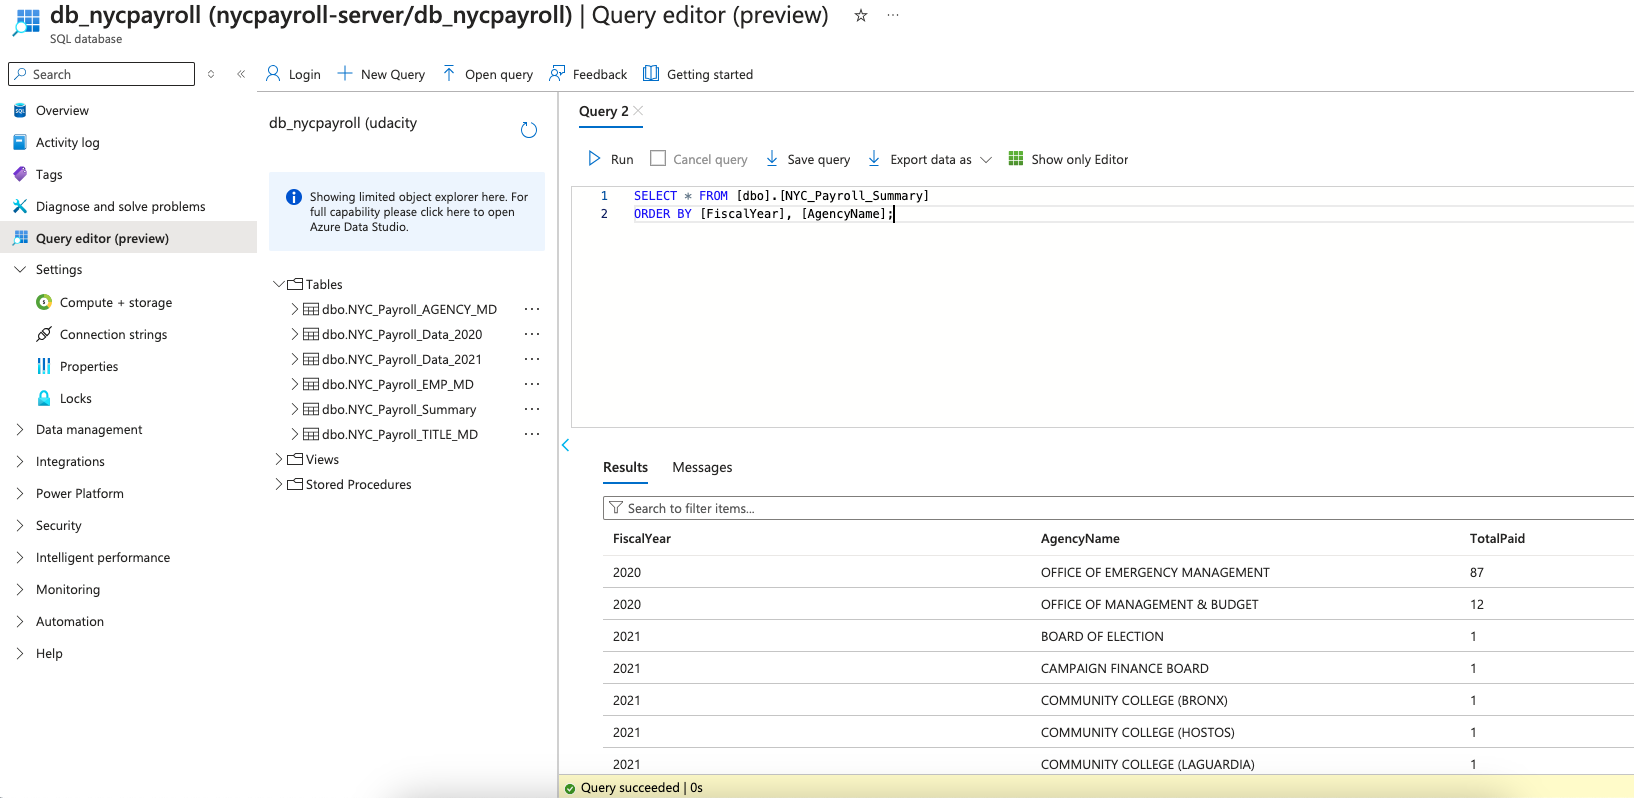 db_nycpayroll (nycpayroll-server/db_nycpayroll) | Query editor (preview)
SQL database
Search
Login
New Query
Open query
Feedback
Getting started
Overview
Activity log
Tags
Diagnose and solve problems
Query editor (preview)
Settings
Compute + storage
Connection strings
Properties
Locks
Data management
Integrations
Power Platform
Security
Intelligent performance
Monitoring
Automation
Help
db_nycpayroll (udacity
Showing limited object explorer here. For
full capability please click here to open
Azure Data Studio.
Tables
dbo.NYC_Payroll_AGENCY_MD
dbo.NYC_Payroll_Data_2020
dbo.NYC_Payroll_Data_2021
dbo.NYC_Payroll_EMP_MD
dbo.NYC_Payroll_Summary
dbo.NYC_Payroll_TITLE_MD
Views
Stored Procedures
Query 2
Run
Cancel query
Save query
Export data as
Show only Editor
1 SELECT * FROM [dbo].[NYC_Payroll_Summary]
2 ORDER BY [FiscalYear], [AgencyName];
Results
Messages
Search to filter items...
FiscalYear AgencyName TotalPaid
2020 OFFICE OF EMERGENCY MANAGEMENT 87
2020 OFFICE OF MANAGEMENT & BUDGET 12
2021 BOARD OF ELECTION 1
2021 CAMPAIGN FINANCE BOARD 1
2021 COMMUNITY COLLEGE (BRONX) 1
2021 COMMUNITY COLLEGE (HOSTOS) 1
2021 COMMUNITY COLLEGE (LAGUARDIA) 1
Query succeeded | 0s